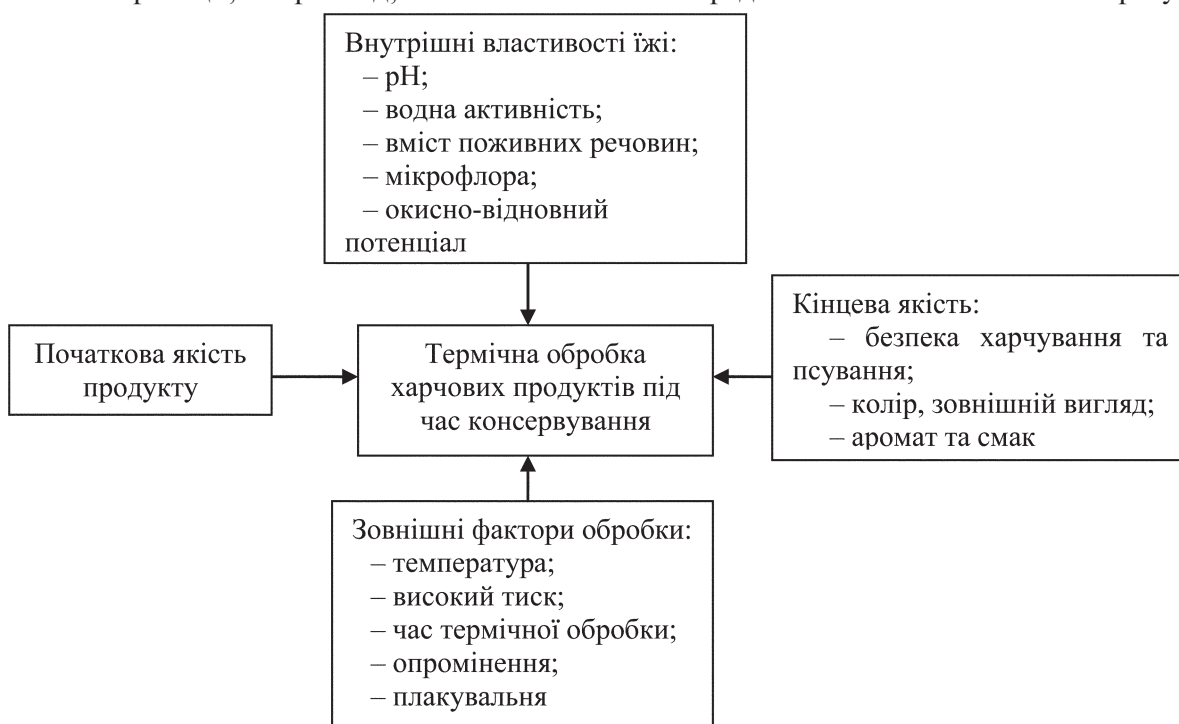 Внутрішні властивості їжі:
– pH;
– водна активність;
– вміст поживних речовин;
– мікрофлора;
– окисно-відновний
потенціал
Початкова якість
продукту
Термічна обробка
харчових продуктів під
час консервування
Кінцева якість:
– безпека харчування та
псування;
– колір, зовнішній вигляд;
– аромат та смак
Зовнішні фактори обробки:
– температура;
– високий тиск;
– час термічної обробки;
– опромінення;
– плакувальня